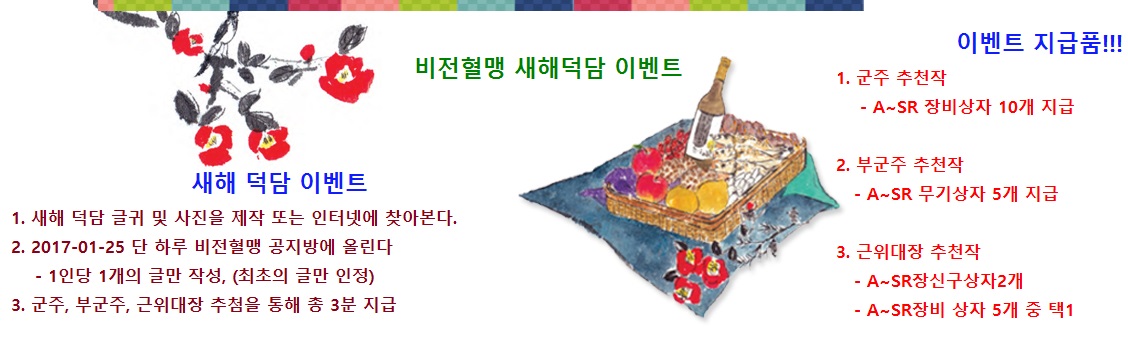 비전혈맹 새해덕담 이벤트
새해 덕담 이벤트
1. 새해 덕담 글귀 및 사진을 제작 또는 인터넷에 찾아본다.
2. 2017-01-25 단 하루 비전혈맹 공지방에 올린다
- 1인당 1개의 글만 작성, (최초의 글만 인정)
3. 군주, 부군주, 근위대장 추첨을 통해 총 3분 지급
이벤트 지급품!!!
1. 군주 추천작
- A~SR 장비상자 10개 지급
2. 부군주 추천작
- A~SR 무기상자 5개 지급
3. 근위대장 추천작
- A~SR장신구상자2개
- A~SR장비 상자 5개 중 택1